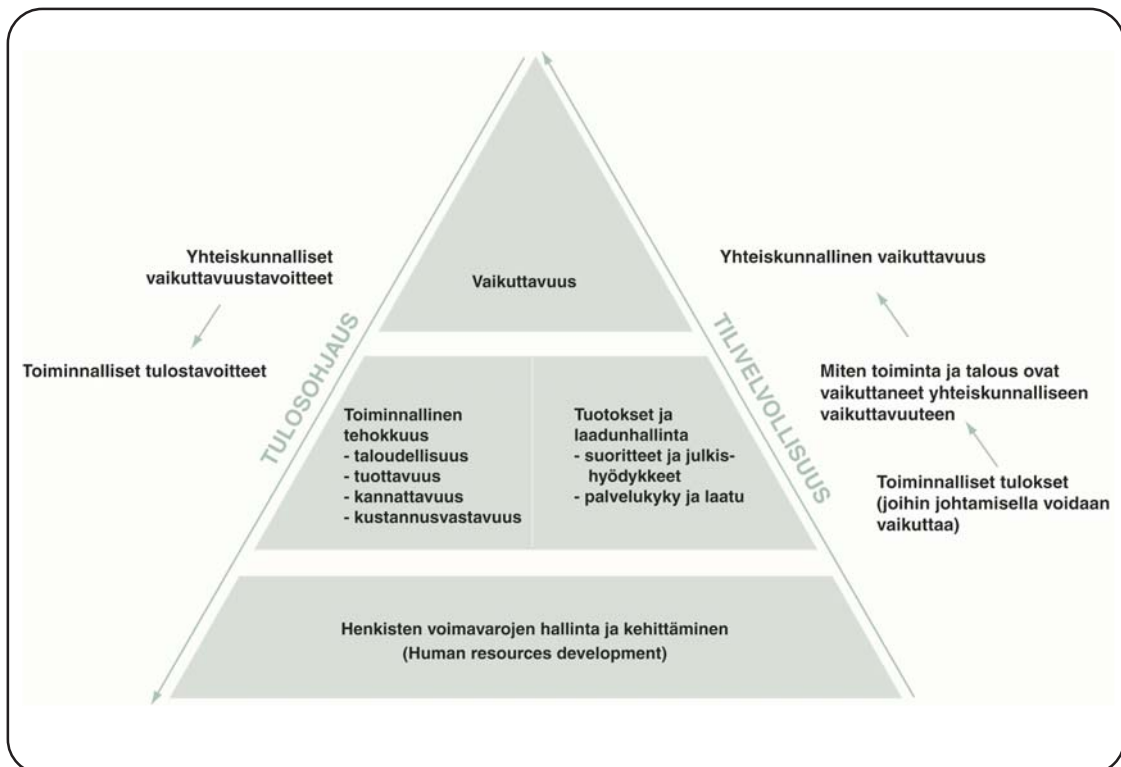 Yhteiskunnalliset
vaikuttavuustavoitteet
Toiminnalliset tulostavoitteet
TULOSOHJAUS
Vaikuttavuus
Toiminnallinen
tehokkuus
- taloudellisuus
- tuottavuus
- kannattavuus
- kustannusvastavuus
Tuotokset ja
laadunhallinta
- suoritteet ja julkis-
hyödykkeet
- palvelukyky ja laatu
Henkisten voimavarojen hallinta ja kehittäminen
(Human resources development)
TILIVELVOLLISUUS
Yhteiskunnallinen vaikuttavuus
Miten toiminta ja talous ovat
vaikuttaneet yhteiskunnalliseen
vaikuttavuuteen
Toiminnalliset tulokset
(joihin johtamisella voidaan
vaikuttaa)